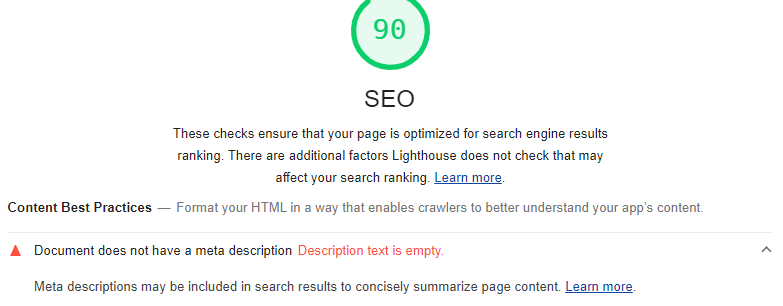 90
SEO
These checks ensure that your page is optimized for search engine results
ranking. There are additional factors Lighthouse does not check that may
affect your search ranking. Learn more.
Content Best Practices — Format your HTML in a way that enables crawlers to better understand your app's content.
Document does not have a meta description Description text is empty.
Meta descriptions may be included in search results to concisely summarize page content. Learn more.